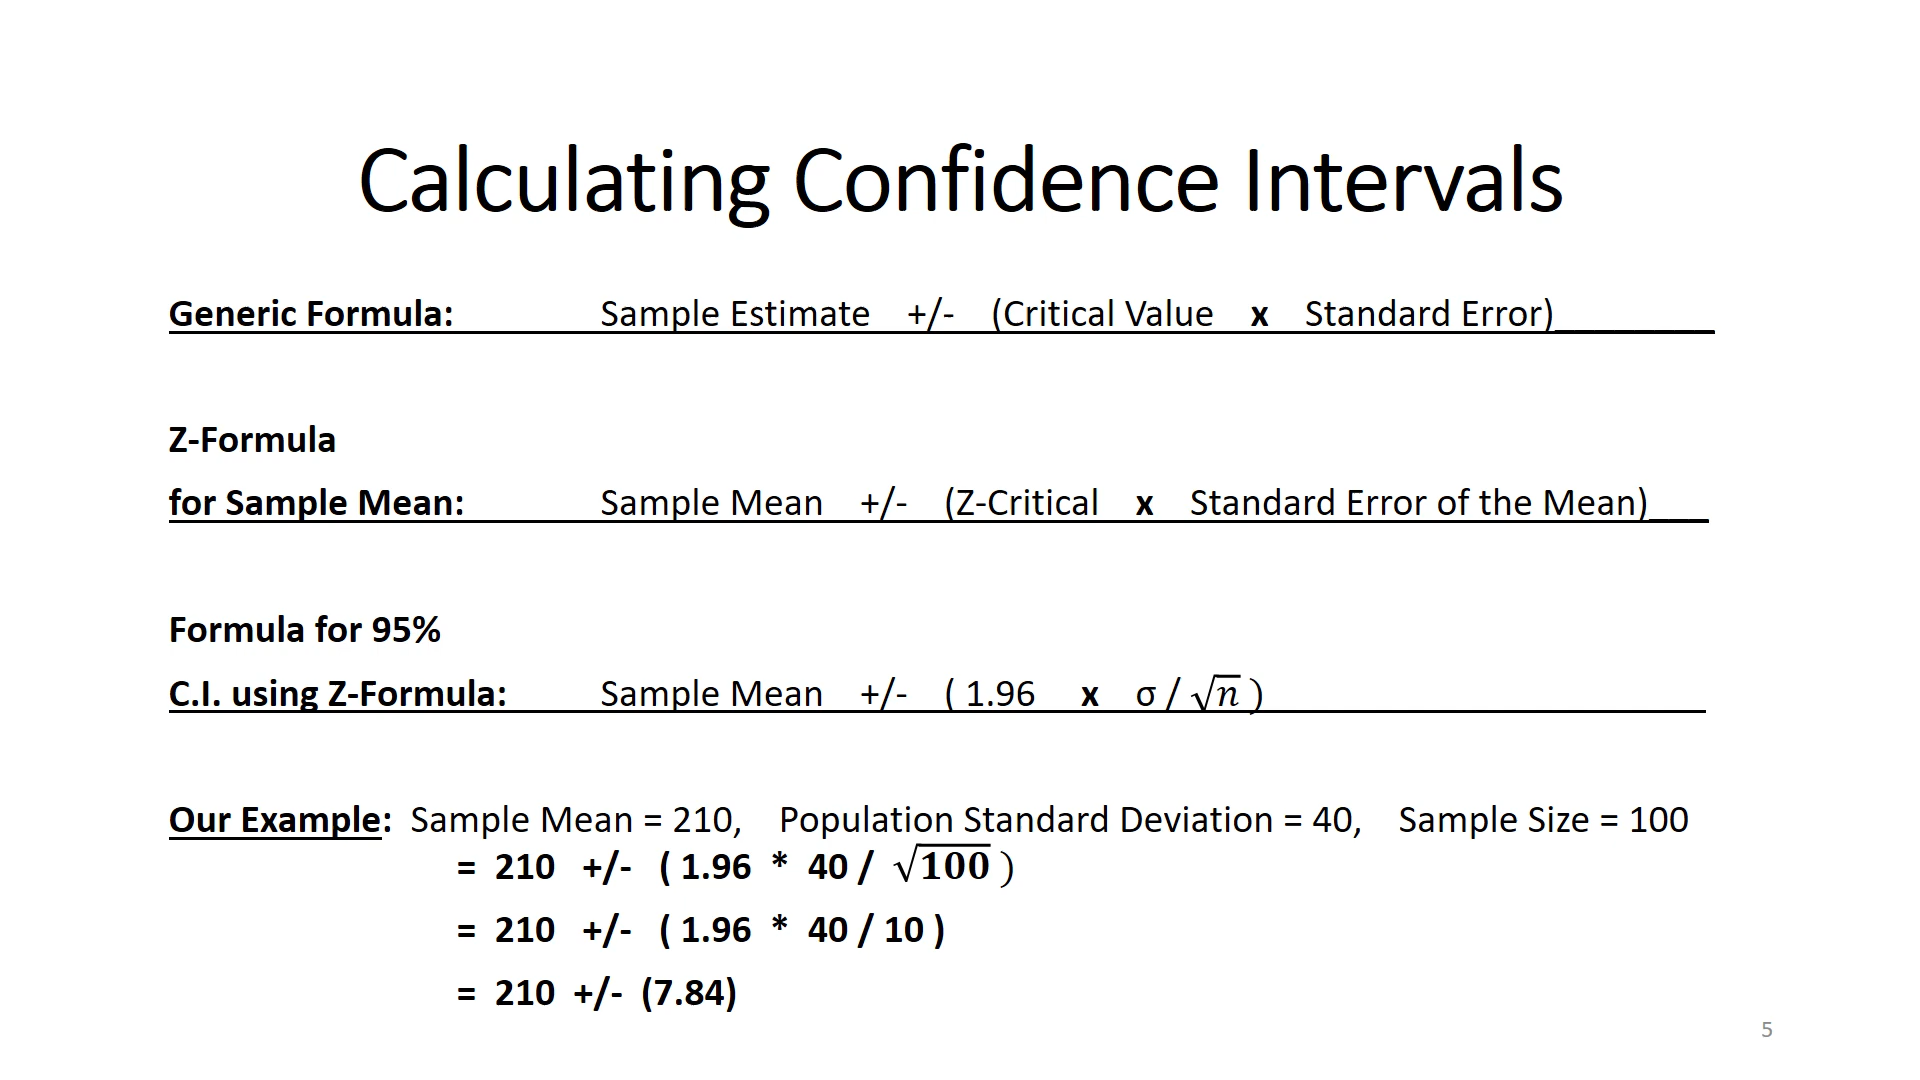 Calculating Confidence Intervals
Generic Formula: Sample Estimate +/- (Critical Value x Standard Error)________
Z-Formula
for Sample Mean: Sample Mean +/- (Z-Critical x Standard Error of the Mean)___
Formula for 95%
C.I. using Z-Formula: Sample Mean +/- ( 1.96 x σ / √n )
Our Example: Sample Mean = 210, Population Standard Deviation = 40, Sample Size = 100
= 210 +/- ( 1.96 * 40 / √100 )
= 210 +/- ( 1.96 * 40 / 10 )
= 210 +/- (7.84)
5